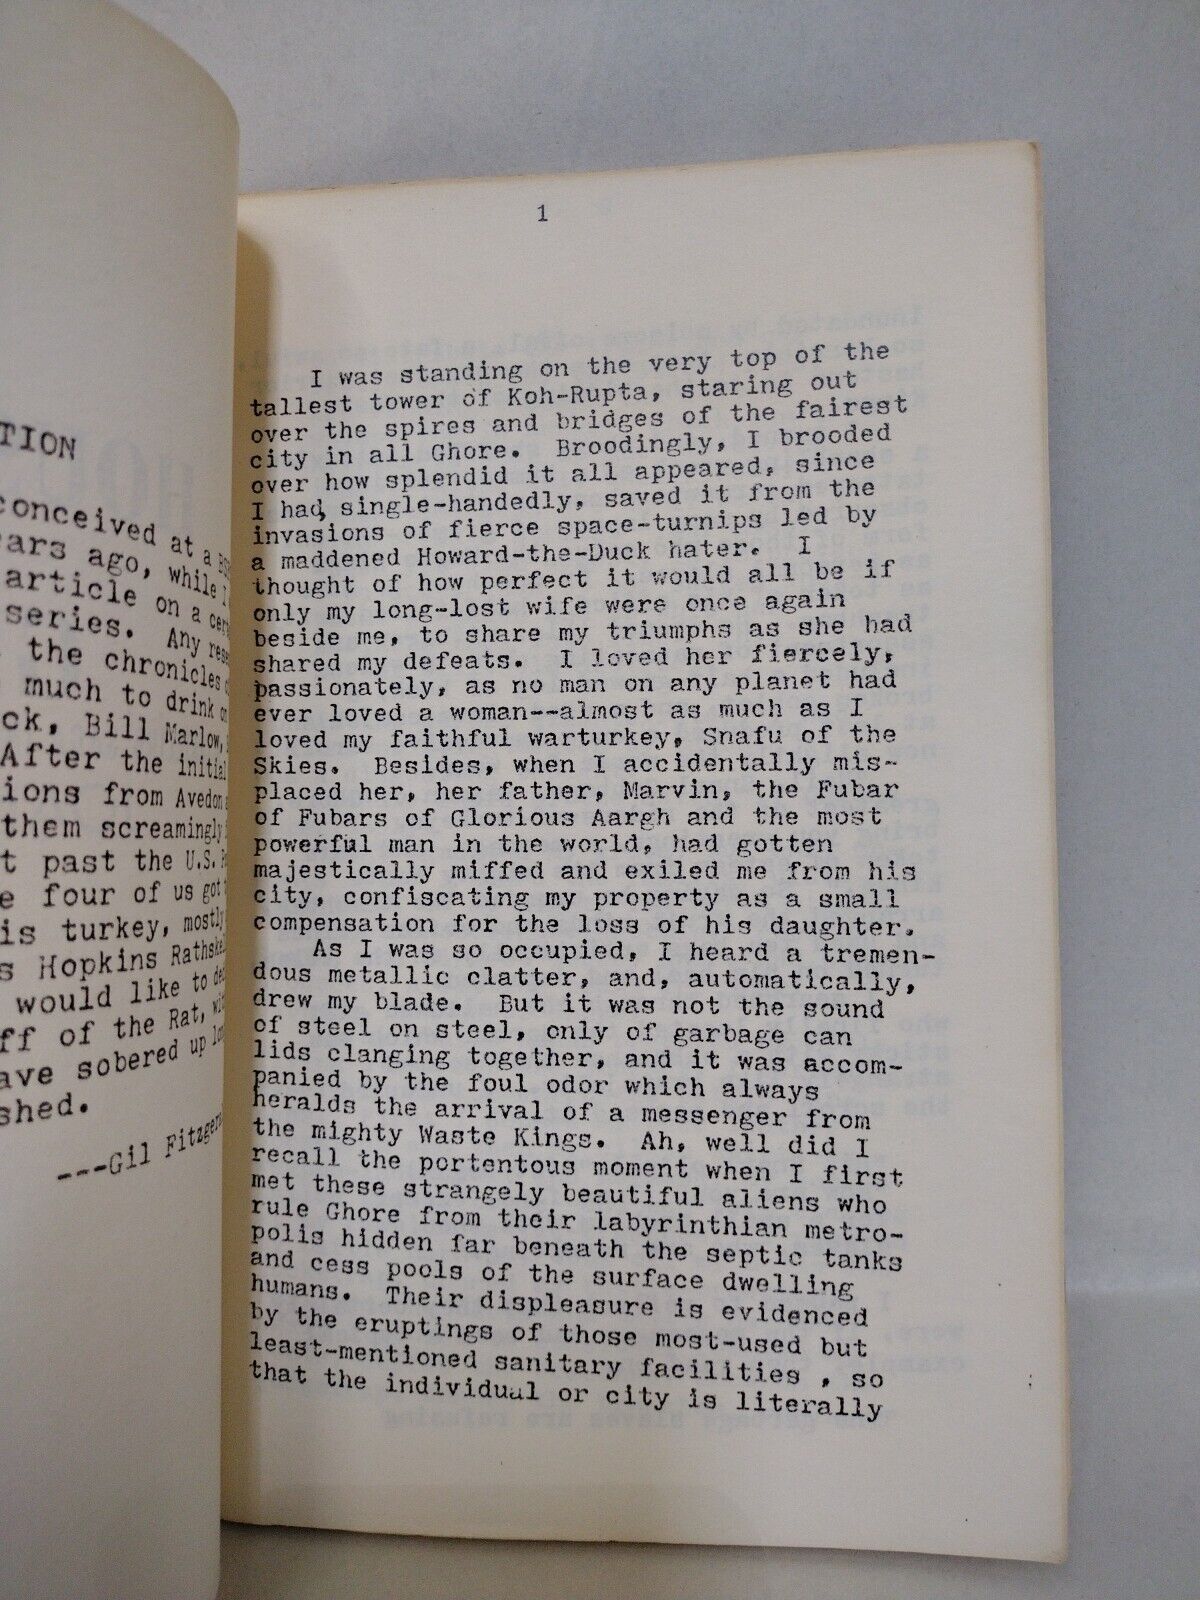 TION
conceived at a
ears ago, while I
article on a
series. Any
the chronicles
much to drink
ck, Bill Marlow,
After the initial
ions from Avedon
them screamingly
t past the U.S.
e four of us got
is turkey, mostly
s Hopkins
would like to
ff of the Rat,
ave sobered up
shed.
---Gil
1
I was standing on the very top of the
tallest tower of Koh-Rupta, staring out
over the spires and bridges of the fairest
city in all Ghore. Broodingly, I brooded
over how splendid it all appeared, since
I had, single-handedly, saved it from the
invasions of fierce space-turnips led by
a maddened Howard-the-Duck hater. I
thought of how perfect it would all be if
only my long-lost wife were once again
beside me, to share my triumphs as she had
shared my defeats. I loved her fiercely,
passionately, as no man on any planet had
ever loved a woman--almost as much as I
loved my faithful warturkey, Snafu of the
Skies. Besides, when I accidentally mis-
placed her, her father, Marvin, the Fubar
of Fubars of Glorious Aargh and the most
powerful man in the world, had gotten
majestically miffed and exiled me from his
city, confiscating my property as a small
compensation for the loss of his daughter.
As I was so occupied, I heard a tremen-
dous metallic clatter, and, automatically,
drew my blade. But it was not the sound
of steel on steel, only of garbage can
lids clanging together, and it was accom-
panied by the foul odor which always
heralds the arrival of a messenger from
the mighty Waste Kings. Ah, well did I
recall the portentous moment when I first
met these strangely beautiful aliens who
rule Ghore from their labyrinthian metro-
polis hidden far beneath the septic tanks
and cess pools of the surface dwelling
humans. Their displeasure is evidenced
by the eruptings of those most-used but
least-mentioned sanitary facilities , so
that the individual or city is literally